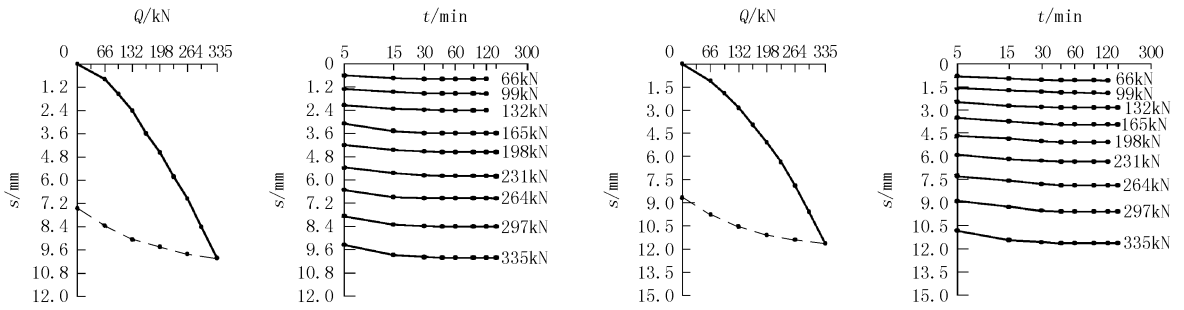 Q/kN
0 66 132 198 264 335
1.2
2.4
3.6
4.8
6.0
7.2
8.4
9.6
10.8
12.0
s/mm
t/min
5 15 30 60 120 300
0
1.2
2.4
3.6
4.8
6.0
7.2
8.4
9.6
10.8
12.0
s/mm
66kN
99kN
132kN
165kN
198kN
231kN
264kN
297kN
335kN
Q/kN
0 66 132 198 264 335
1.5
3.0
4.5
6.0
7.5
9.0
10.5
12.0
13.5
15.0
s/mm
t/min
5 15 30 60 120 300
0
1.5
3.0
4.5
6.0
7.5
9.0
10.5
12.0
13.5
15.0
s/mm
66kN
99kN
132kN
165kN
198kN
231kN
264kN
297kN
335kN